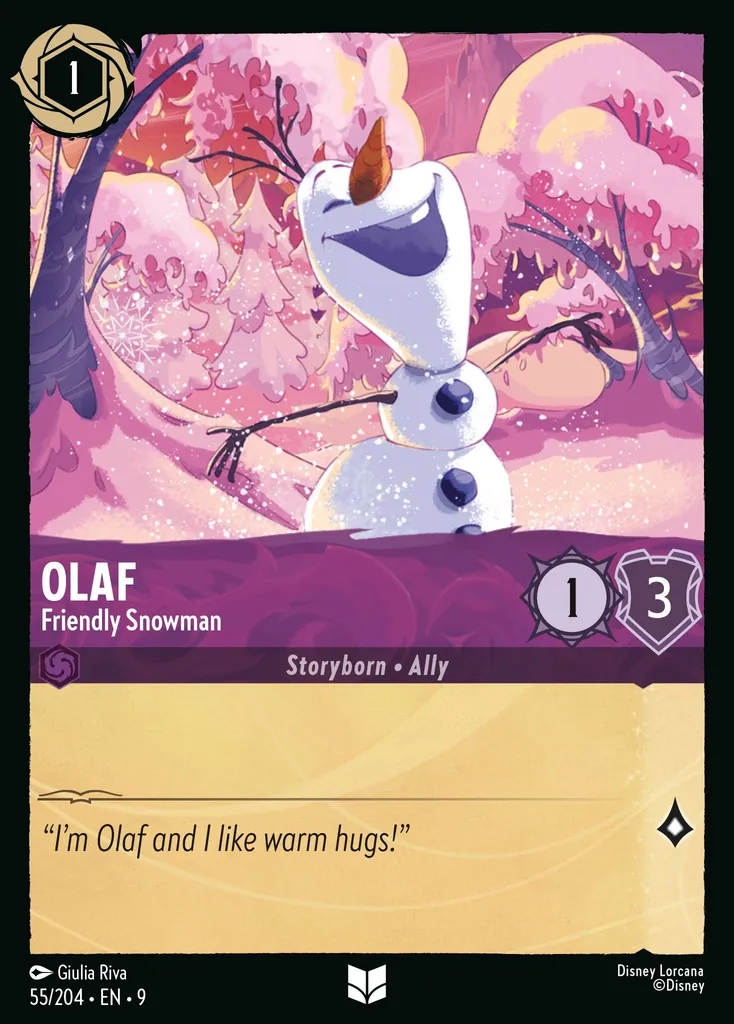 1
OLAF
Friendly Snowman
1 3
Storyborn • Ally
“I’m Olaf and I like warm hugs!”
Giulia Riva
55/204 • EN • 9
Disney Lorcana
©Disney